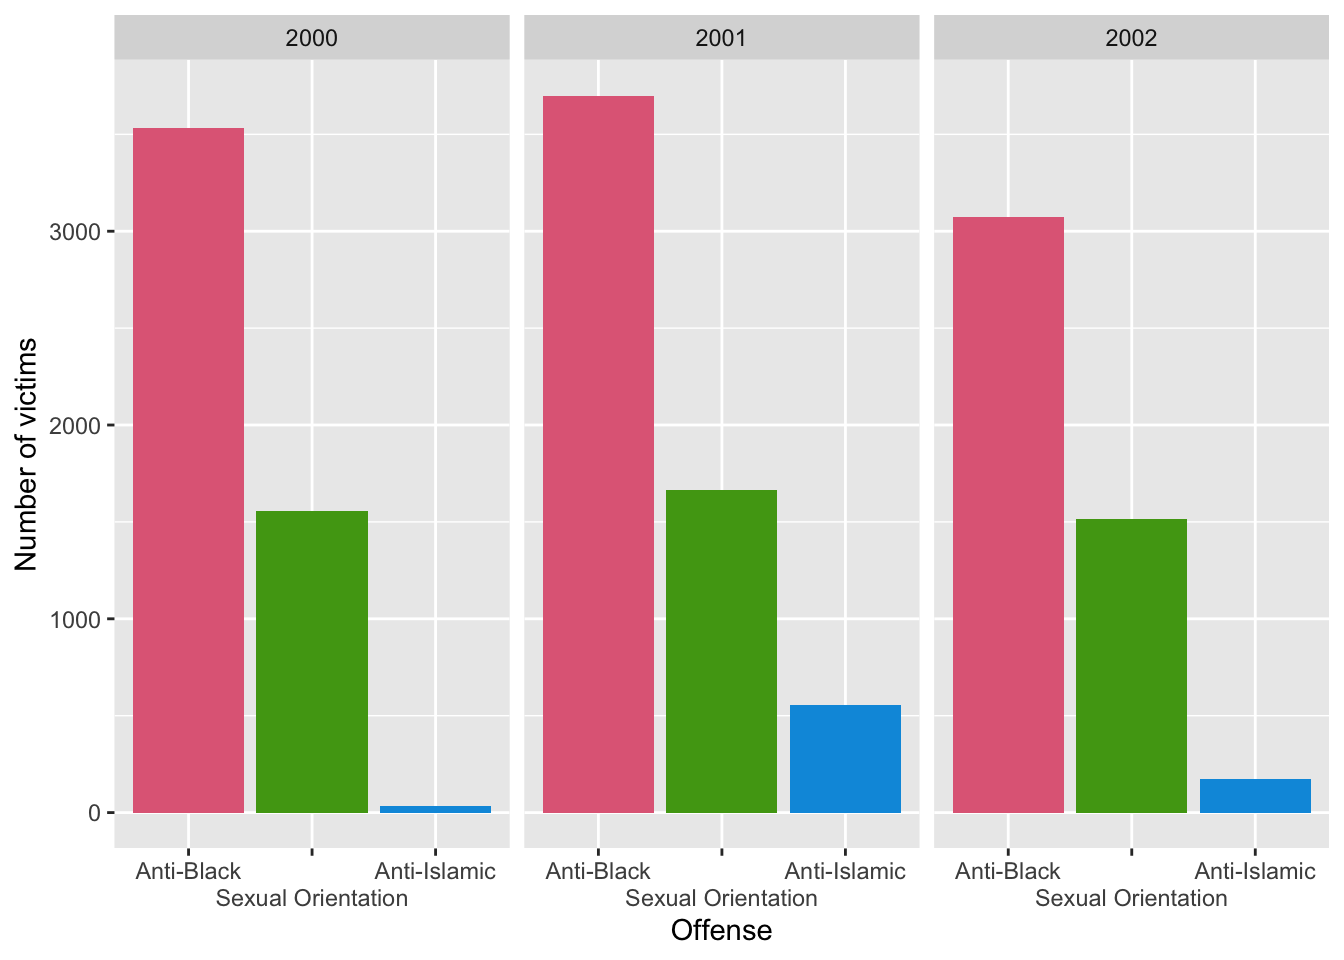 2000 2001 2002
Number of victims
3000
2000
1000
0
Anti-Black Anti-Islamic Anti-Black Anti-Islamic Anti-Black Anti-Islamic
Sexual Orientation Sexual Orientation Sexual Orientation
Offense